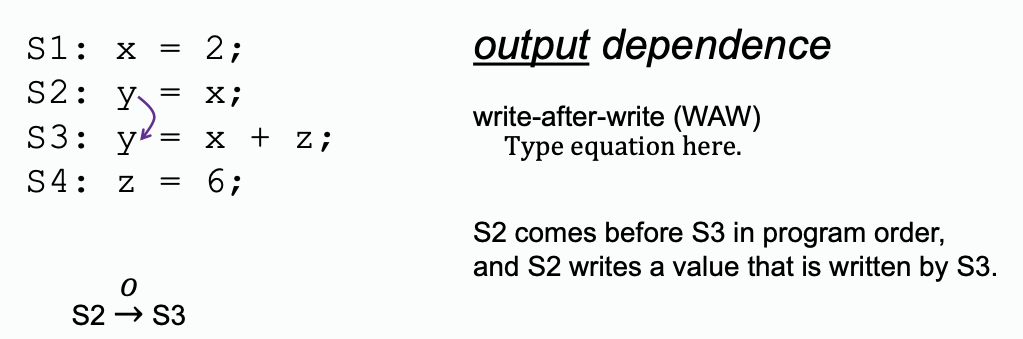 S1: x = 2;
S2: y = x;
S3: y = x + z;
S4: z = 6;
O
S2 → S3
output dependence
write-after-write (WAW)
Type equation here.
S2 comes before S3 in program order,
and S2 writes a value that is written by S3.